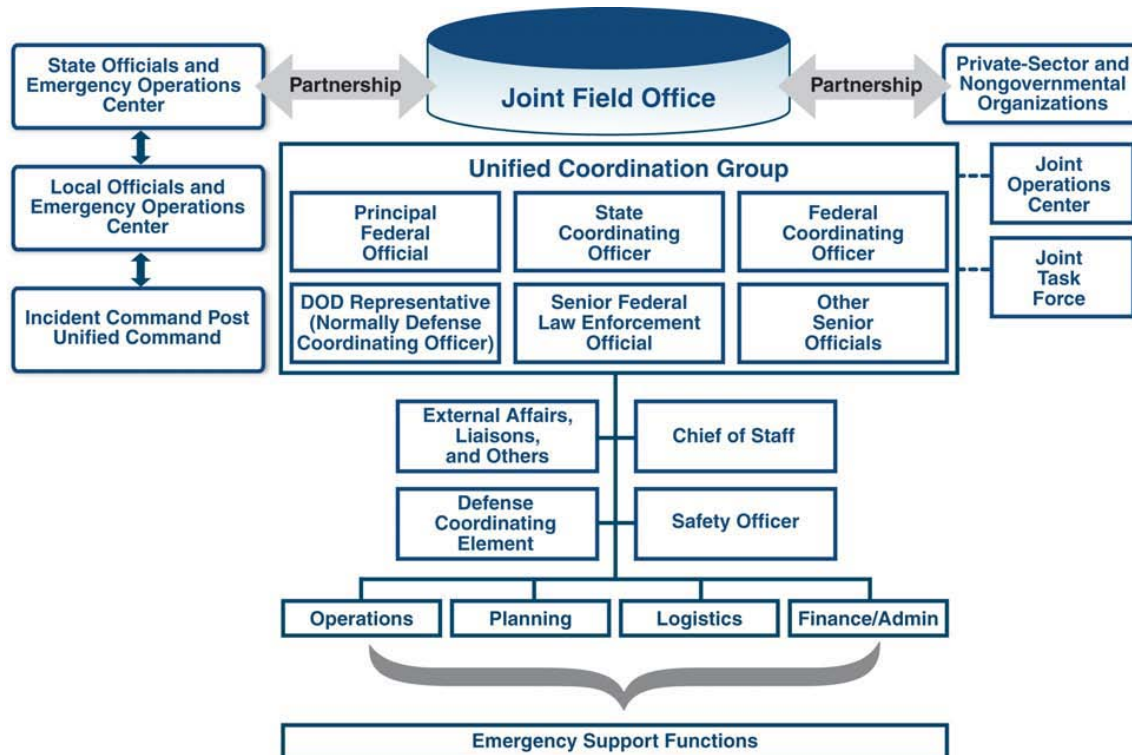 State Officials and
Emergency Operations
Center
Partnership
Joint Field Office
Partnership
Private-Sector and
Nongovernmental
Organizations
Local Officials and
Emergency Operations
Center
Incident Command Post
Unified Command
Unified Coordination Group
Principal
Federal
Official
State
Coordinating
Officer
Federal
Coordinating
Officer
DOD Representative
(Normally Defense
Coordinating Officer)
Senior Federal
Law Enforcement
Official
Other
Senior
Officials
Joint
Operations
Center
Joint
Task
Force
External Affairs,
Liaisons,
and Others
Chief of Staff
Defense
Coordinating
Element
Safety Officer
Operations
Planning
Logistics
Finance/Admin
Emergency Support Functions